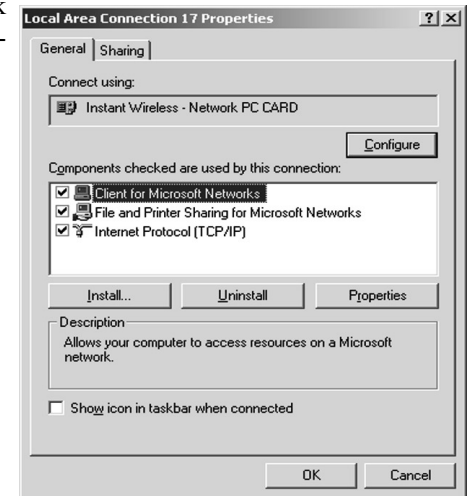 k
-
Local Area Connection 17 Properties
General
Sharing
Connect using:
Instant Wireless - Network PC CARD
Configure
Components checked are used by this connection:
Client for Microsoft Networks
File and Printer Sharing for Microsoft Networks
Internet Protocol (TCP/IP)
Install...
Uninstall
Properties
Description
Allows your computer to access resources on a Microsoft
network.
Show icon in taskbar when connected
OK
Cancel